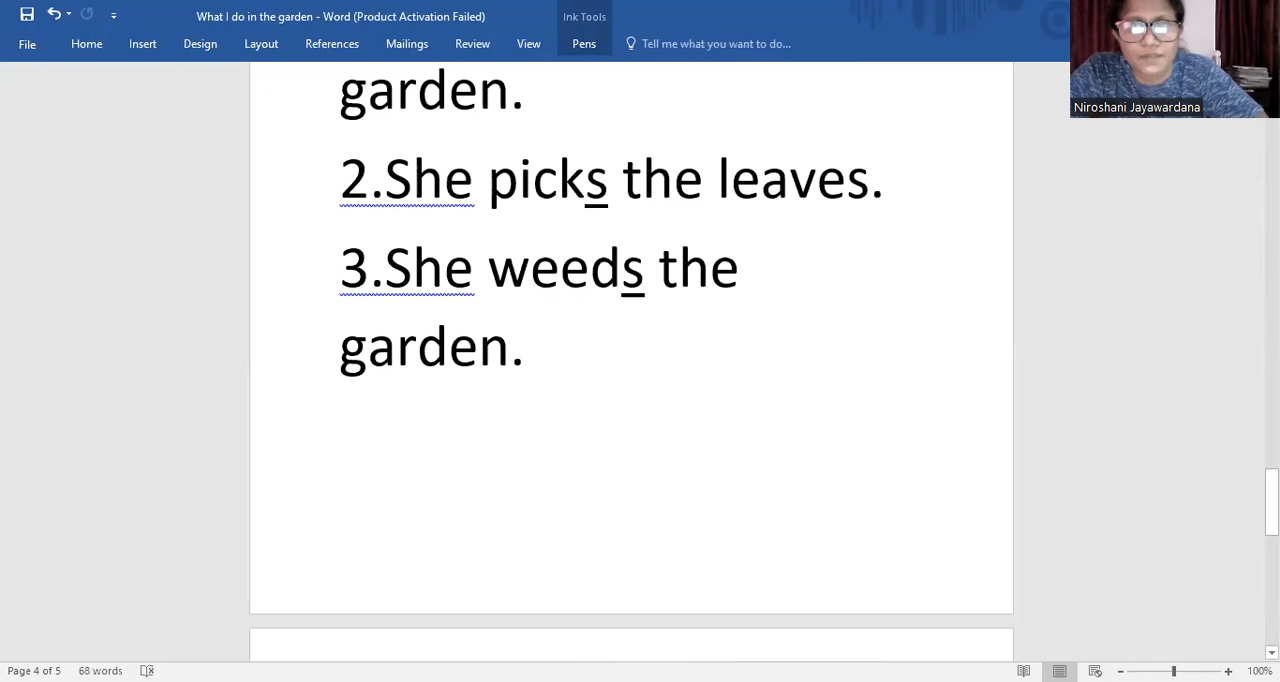 What I do in the garden - Word (Product Activation Failed)
Ink Tools
File Home Insert Design Layout References Mailings Review View Pens Tell me what you want to do...
Niroshani Jayawardana
garden.
2.She picks the leaves.
3.She weeds the
garden.
Page 4 of 5 68 words
100%